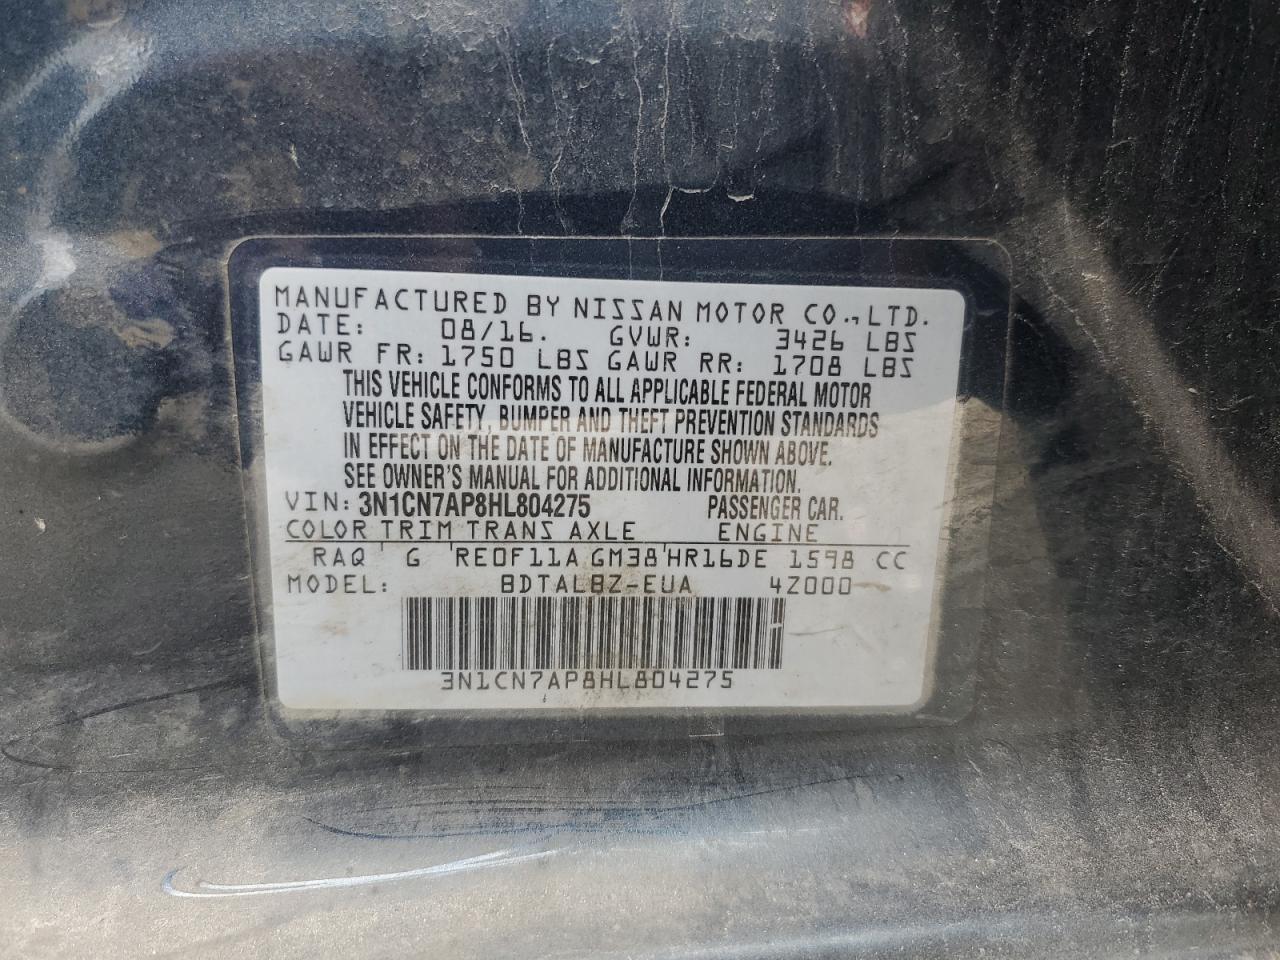 MANUFACTURED BY NISSAN MOTOR CO., LTD.
DATE: 08/16. GVWR: 3426 LBS
GAWR FR: 1750 LBS GAWR RR: 1708 LBS
THIS VEHICLE CONFORMS TO ALL APPLICABLE FEDERAL MOTOR
VEHICLE SAFETY, BUMPER AND THEFT PREVENTION STANDARDS
IN EFFECT ON THE DATE OF MANUFACTURE SHOWN ABOVE.
SEE OWNER'S MANUAL FOR ADDITIONAL INFORMATION.
VIN: 3N1CN7AP8HL804275 PASSENGER CAR.
COLOR TRIM TRANS AXLE ENGINE
RAQ G RE0F11A GM38 HR16DE 1598 CC
MODEL: BDTALBZ-EUA 4Z000
3N1CN7AP8HL804275